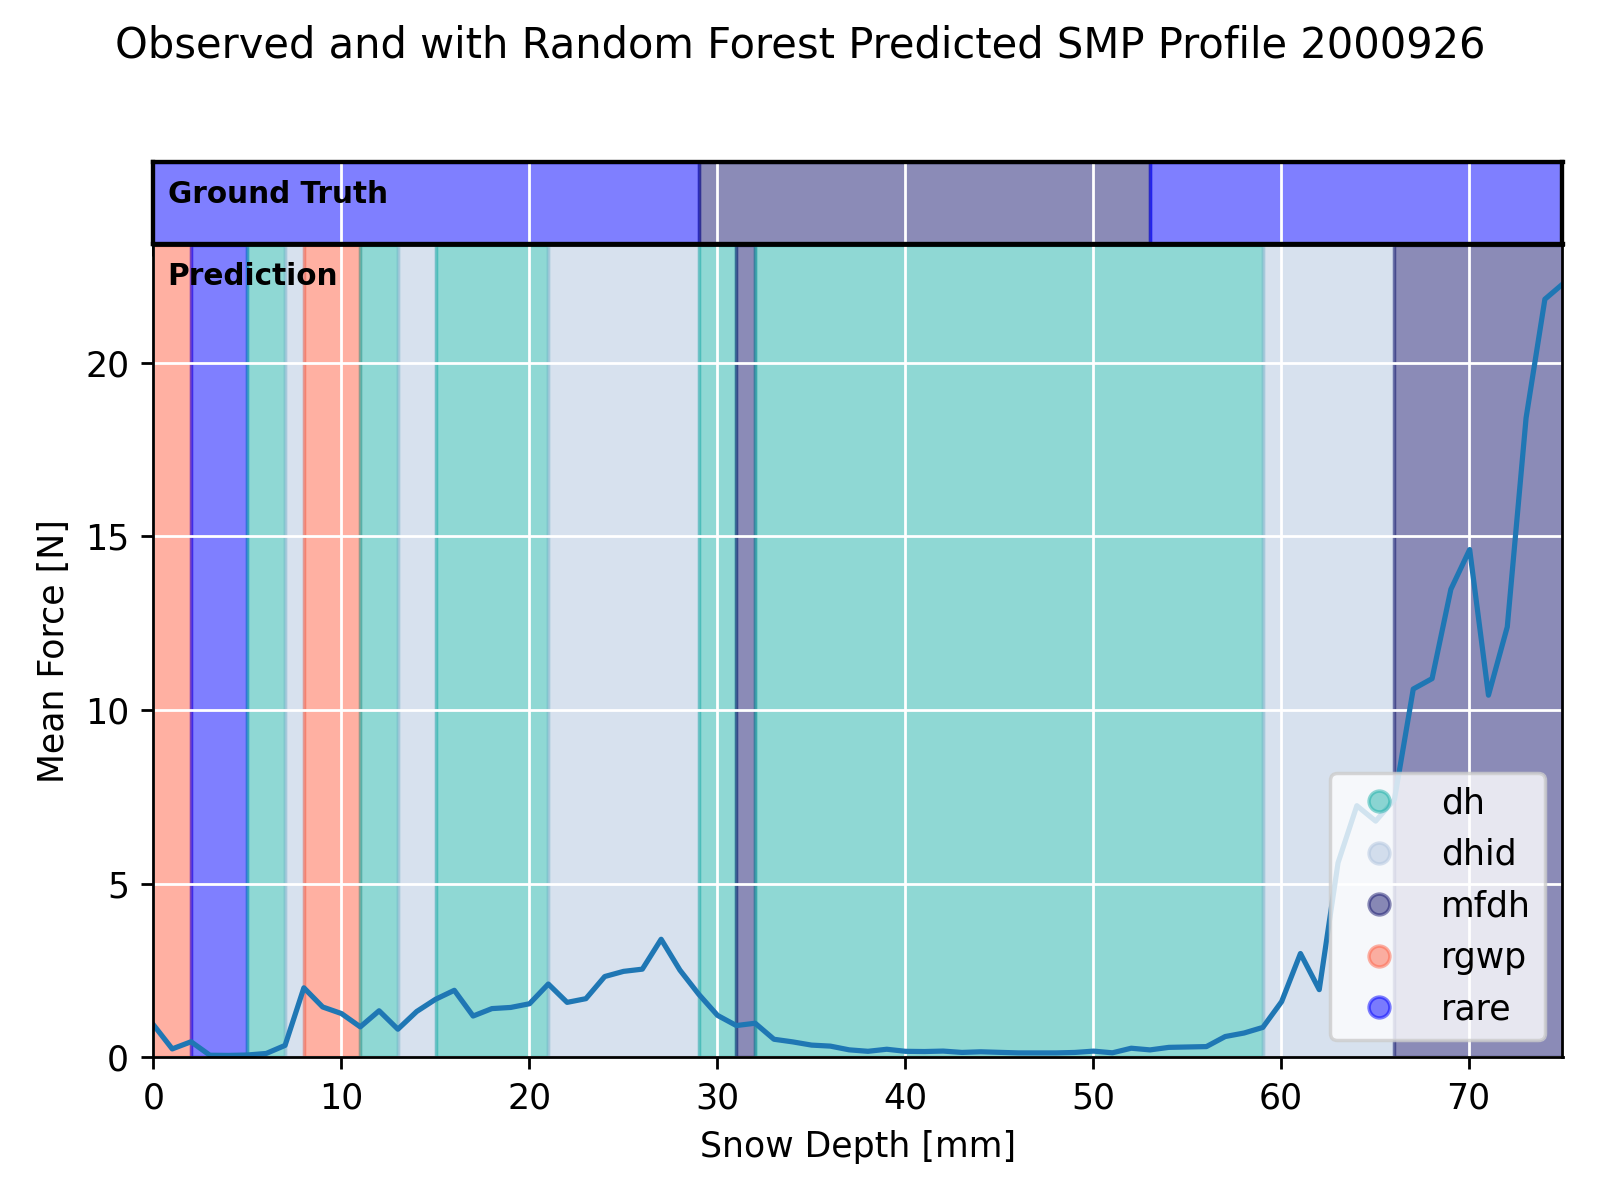 Observed and with Random Forest Predicted SMP Profile 2000926
Ground Truth
Prediction
20
15
10
5
0
Mean Force [N]
dh
dhid
mfdh
rgwp
rare
0 10 20 30 40 50 60 70
Snow Depth [mm]